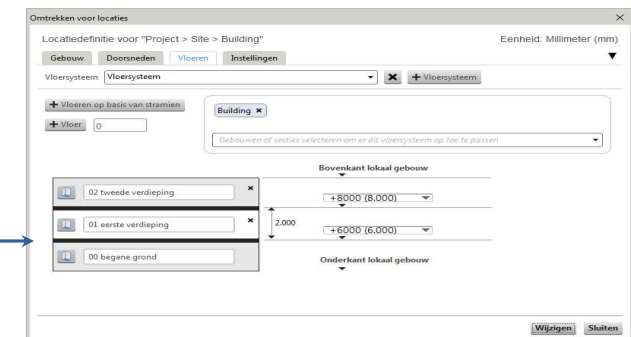 Omtrekken voor locaties
Locatiedefinitie voor "Project > Site > Building" Eenheid: Millimeter (mm)
Gebouw Doorsneden Vloeren Instellingen
Vloersysteem Vloersysteem + Vloersysteem
+ Vloeren op basis van stramien
Building
+ Vloer 0
Gebouwen of secties selecteren om er dit vloersysteem op toe te passen
Bovenkant lokaal gebouw
02 tweede verdieping
+8000 (8.000)
01 eerste verdieping 2.000
+6000 (6.000)
00 begane grond Onderkant lokaal gebouw
Wijzigen Sluiten